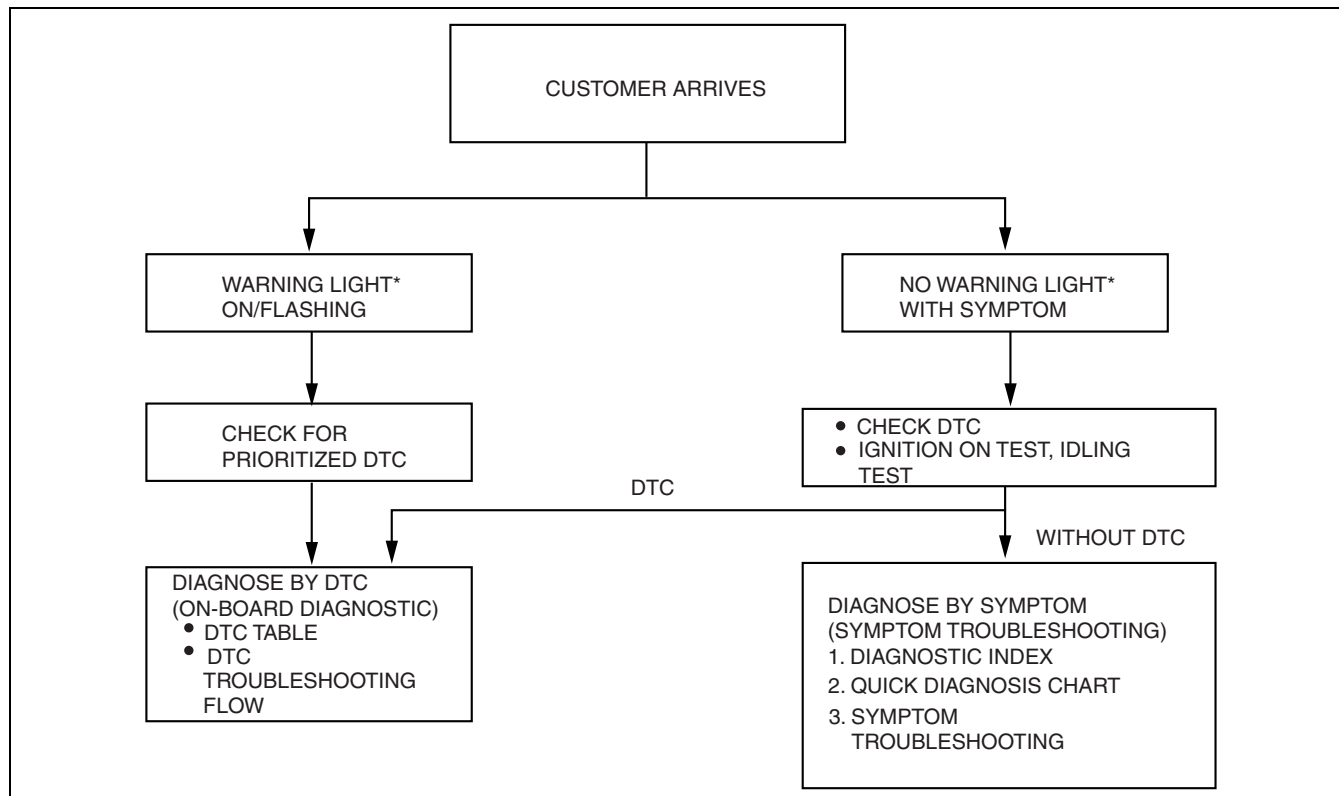 CUSTOMER ARRIVES
WARNING LIGHT*
ON/FLASHING
NO WARNING LIGHT*
WITH SYMPTOM
CHECK FOR
PRIORITIZED DTC
• CHECK DTC
• IGNITION ON TEST, IDLING
TEST
DTC
WITHOUT DTC
DIAGNOSE BY DTC
(ON-BOARD DIAGNOSTIC)
• DTC TABLE
• DTC
TROUBLESHOOTING
FLOW
DIAGNOSE BY SYMPTOM
(SYMPTOM TROUBLESHOOTING)
1. DIAGNOSTIC INDEX
2. QUICK DIAGNOSIS CHART
3. SYMPTOM
TROUBLESHOOTING